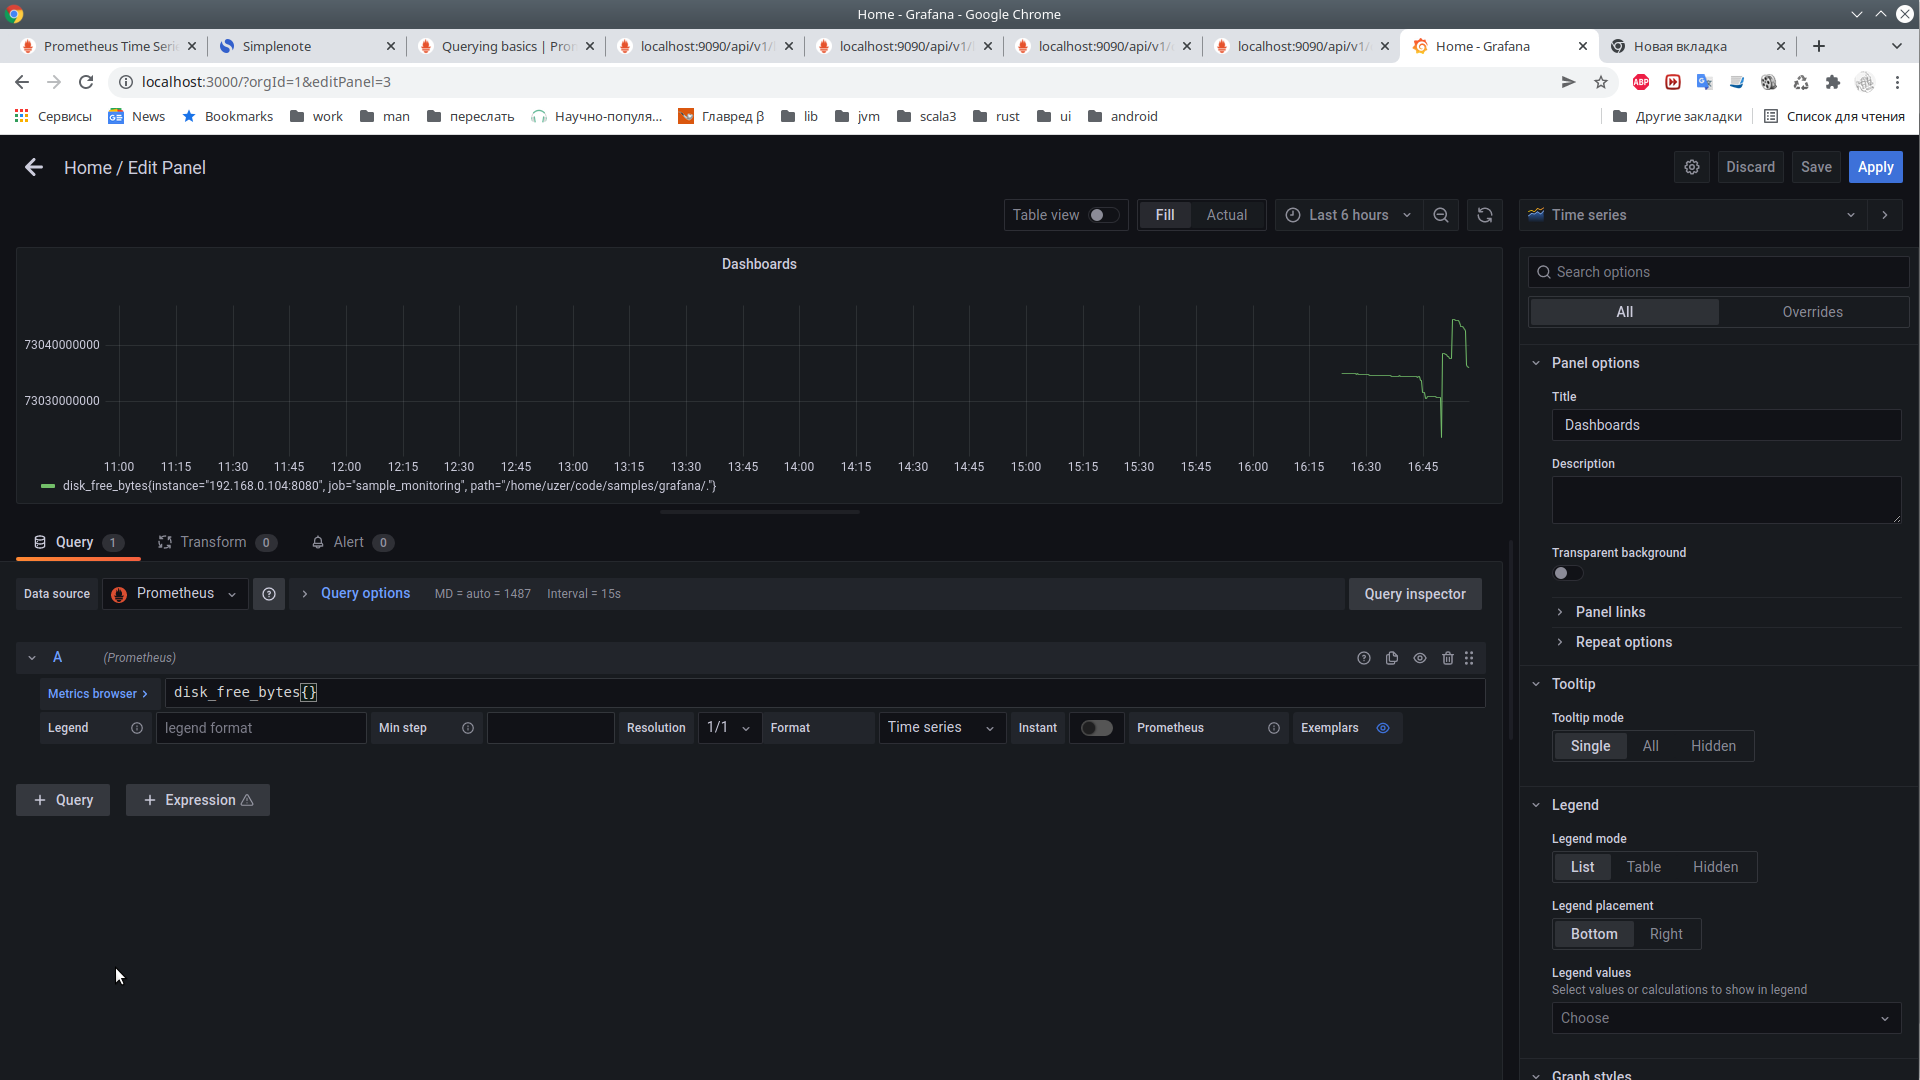 Home - Grafana - Google Chrome
Prometheus Time Seri
Simplenote
Querying basics | Pro
localhost:9090/api/v1/
localhost:9090/api/v1/
localhost:9090/api/v1/
localhost:9090/api/v1/
Home - Grafana
Новая вкладка
localhost:3000/?orgId=1&editPanel=3
ABP
Сервисы
News
Bookmarks
work
man
переслать
Научно-популя...
Главред β
lib
jvm
scala3
rust
ui
android
Другие закладки
Список для чтения
Home / Edit Panel
Discard
Save
Apply
Table view
Fill
Actual
Last 6 hours
Time series
Dashboards
73040000000
73030000000
11:00 11:15 11:30 11:45 12:00 12:15 12:30 12:45 13:00 13:15 13:30 13:45 14:00 14:15 14:30 14:45 15:00 15:15 15:30 15:45 16:00 16:15 16:30 16:45
disk_free_bytes{instance="192.168.0.104:8080", job="sample_monitoring", path="/home/uzer/code/samples/grafana/."}
Query 1
Transform 0
Alert 0
Data source
Prometheus
Query options
MD = auto = 1487
Interval = 15s
Query inspector
A
(Prometheus)
Metrics browser
disk_free_bytes{}
Legend
legend format
Min step
Resolution
1/1
Format
Time series
Instant
Prometheus
Exemplars
+ Query
+ Expression
Search options
All
Overrides
Panel options
Title
Dashboards
Description
Transparent background
Panel links
Repeat options
Tooltip
Tooltip mode
Single
All
Hidden
Legend
Legend mode
List
Table
Hidden
Legend placement
Bottom
Right
Legend values
Select values or calculations to show in legend
Choose
Graph styles